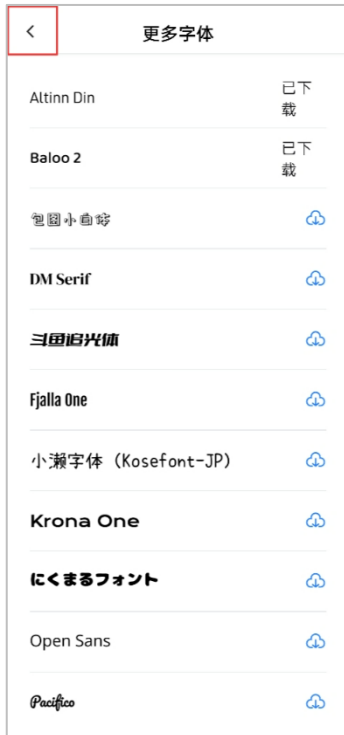 更多字体
Altinn Din
已下
载
Baloo 2
已下
载
包图小白体
DM Serif
斗鱼追光体
Fjalla One
小濑字体 (Kosefont-JP)
Krona One
にくまるフォント
Open Sans
Pacifico